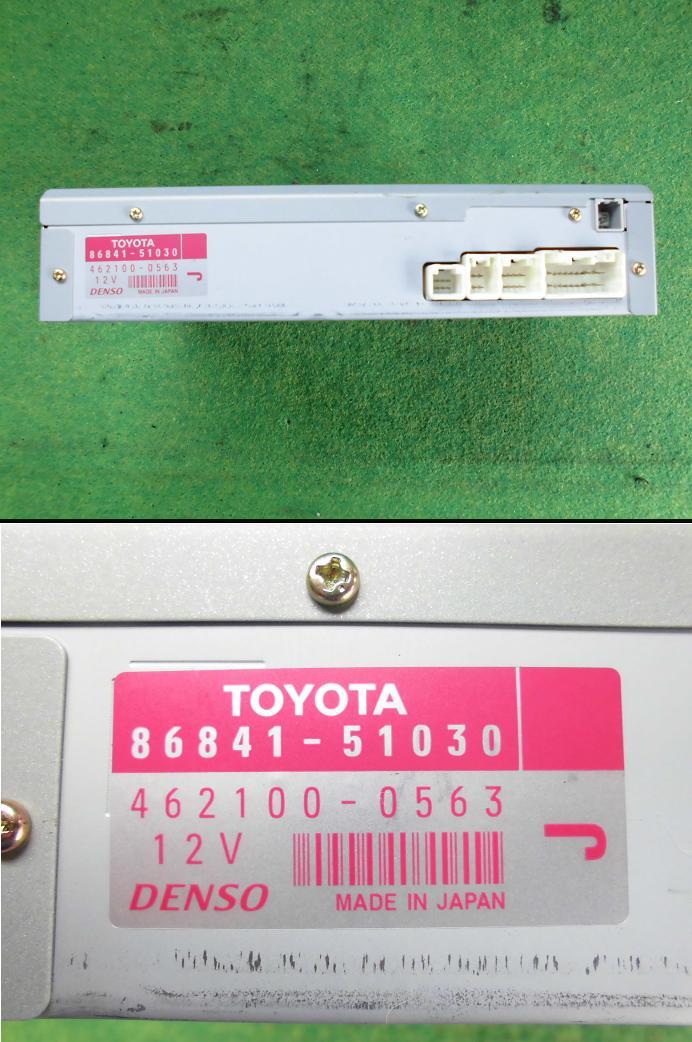 TOYOTA
86841-51030
462100-0563
12V
DENSO MADE IN JAPAN
J
TOYOTA
86841-51030
462100-0563
12V
DENSO MADE IN JAPAN
J